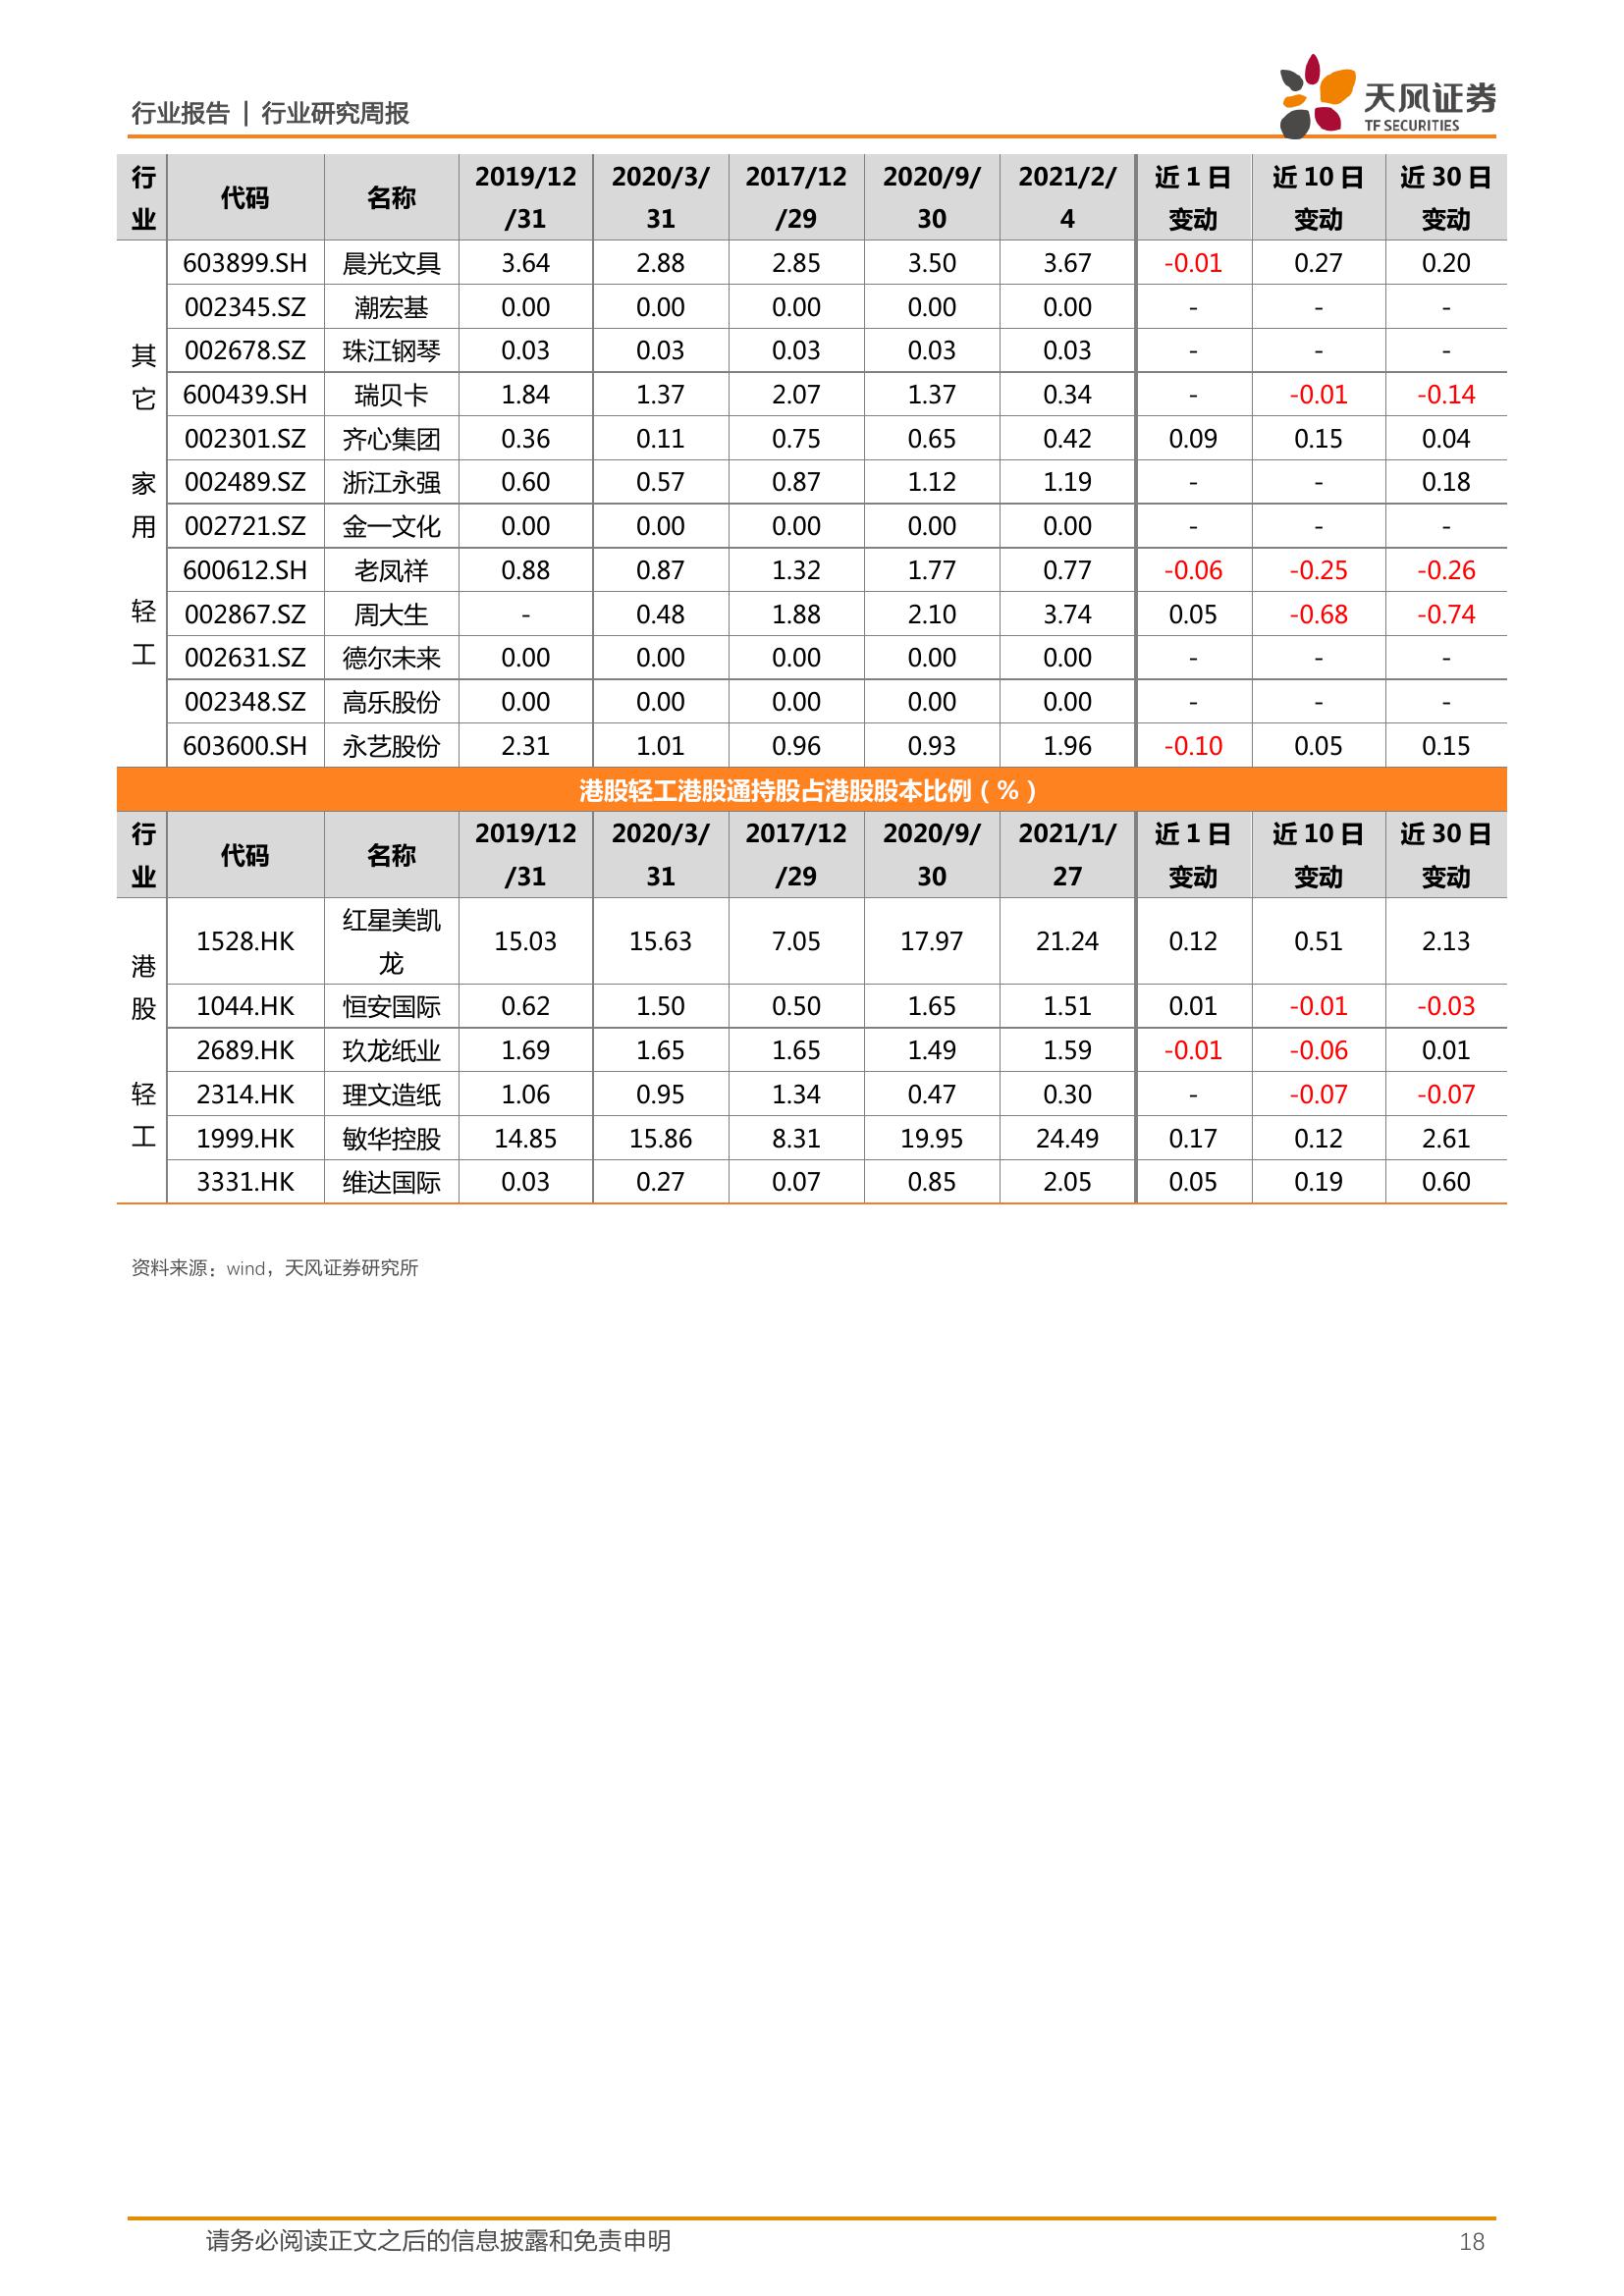 行业报告 | 行业研究周报
天风证券
TF SECURITIES
行业 代码 名称 2019/12/31 2020/3/31 2017/12/29 2020/9/30 2021/2/4 近 1 日变动 近 10 日变动 近 30 日变动
其它家用轻工
603899.SH 晨光文具 3.64 2.88 2.85 3.50 3.67 -0.01 0.27 0.20
002345.SZ 潮宏基 0.00 0.00 0.00 0.00 0.00 - - -
002678.SZ 珠江钢琴 0.03 0.03 0.03 0.03 0.03 - - -
600439.SH 瑞贝卡 1.84 1.37 2.07 1.37 0.34 - -0.01 -0.14
002301.SZ 齐心集团 0.36 0.11 0.75 0.65 0.42 0.09 0.15 0.04
002489.SZ 浙江永强 0.60 0.57 0.87 1.12 1.19 - - 0.18
002721.SZ 金一文化 0.00 0.00 0.00 0.00 0.00 - - -
600612.SH 老凤祥 0.88 0.87 1.32 1.77 0.77 -0.06 -0.25 -0.26
002867.SZ 周大生 - 0.48 1.88 2.10 3.74 0.05 -0.68 -0.74
002631.SZ 德尔未来 0.00 0.00 0.00 0.00 0.00 - - -
002348.SZ 高乐股份 0.00 0.00 0.00 0.00 0.00 - - -
603600.SH 永艺股份 2.31 1.01 0.96 0.93 1.96 -0.10 0.05 0.15
港股轻工港股通持股占港股股本比例（%）
行业 代码 名称 2019/12/31 2020/3/31 2017/12/29 2020/9/30 2021/1/27 近 1 日变动 近 10 日变动 近 30 日变动
港股轻工
1528.HK 红星美凯龙 15.03 15.63 7.05 17.97 21.24 0.12 0.51 2.13
1044.HK 恒安国际 0.62 1.50 0.50 1.65 1.51 0.01 -0.01 -0.03
2689.HK 玖龙纸业 1.69 1.65 1.65 1.49 1.59 -0.01 -0.06 0.01
2314.HK 理文造纸 1.06 0.95 1.34 0.47 0.30 - -0.07 -0.07
1999.HK 敏华控股 14.85 15.86 8.31 19.95 24.49 0.17 0.12 2.61
3331.HK 维达国际 0.03 0.27 0.07 0.85 2.05 0.05 0.19 0.60
资料来源：wind，天风证券研究所
请务必阅读正文之后的信息披露和免责申明 18